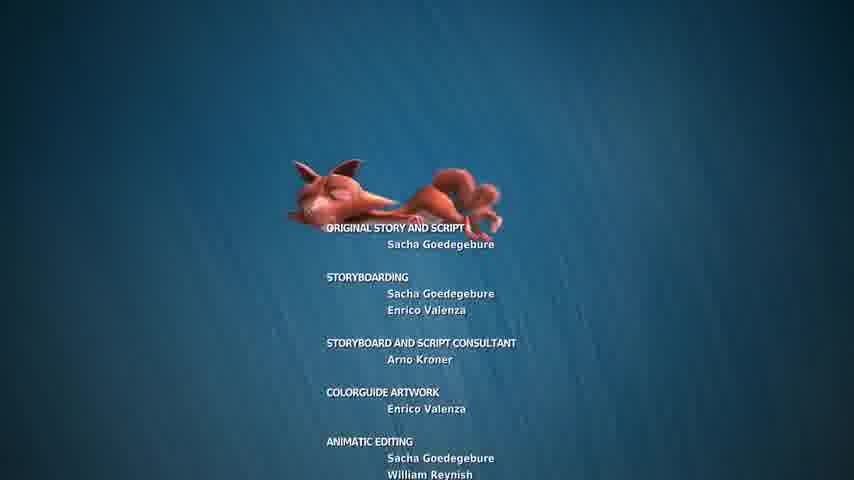 ORIGINAL STORY AND SCRIPT
Sacha Goedegebure
STORYBOARDING
Sacha Goedegebure
Enrico Valenza
STORYBOARD AND SCRIPT CONSULTANT
Arno Kroner
COLORGUIDE ARTWORK
Enrico Valenza
ANIMATIC EDITING
Sacha Goedegebure
William Reynish